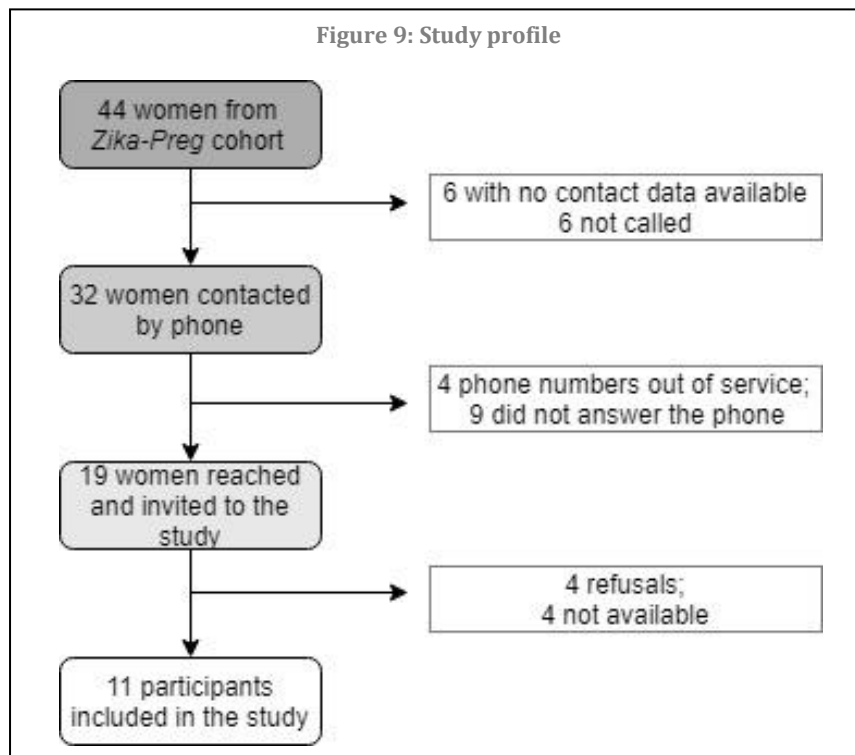 Figure 9: Study profile
44 women from
Zika-Preg cohort
6 with no contact data available
6 not called
32 women contacted
by phone
4 phone numbers out of service;
9 did not answer the phone
19 women reached
and invited to the
study
4 refusals;
4 not available
11 participants
included in the study